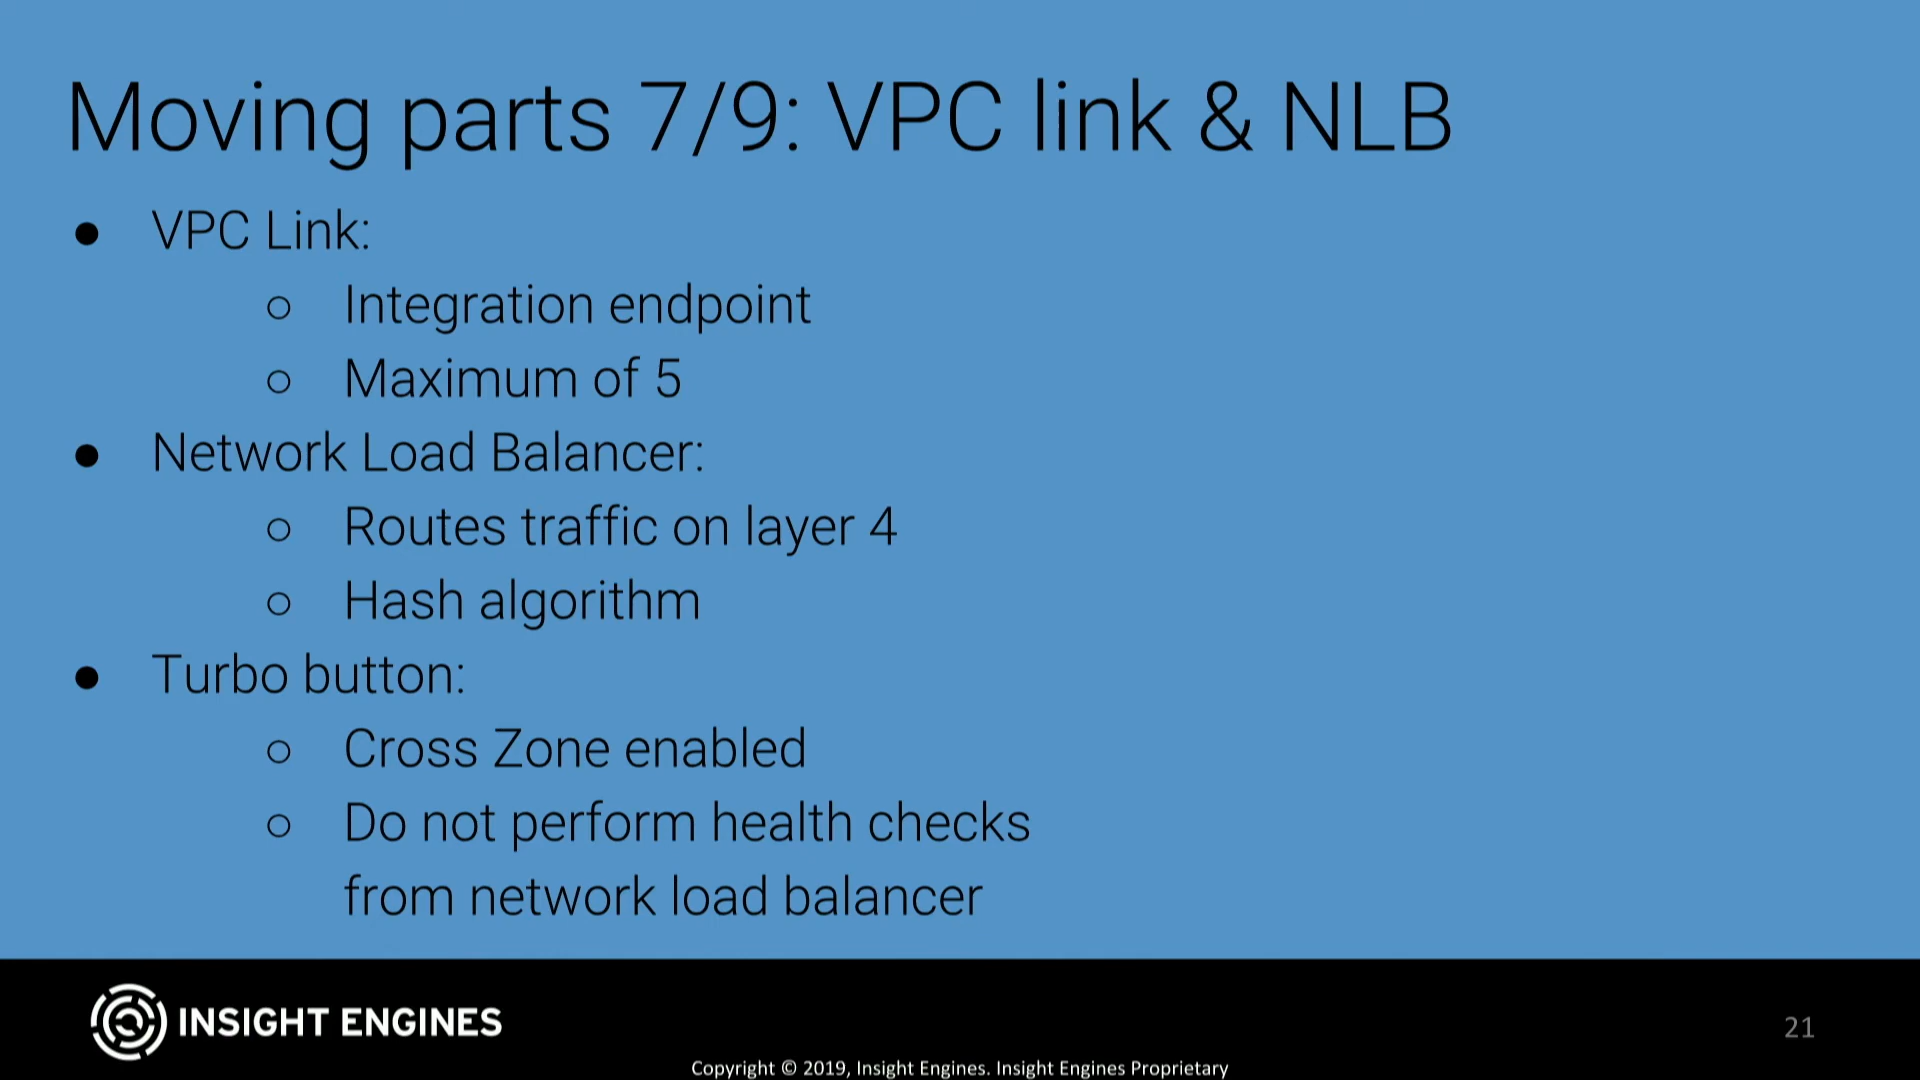 Moving parts 7/9: VPC link & NLB
● VPC Link:
○ Integration endpoint
○ Maximum of 5
● Network Load Balancer:
○ Routes traffic on layer 4
○ Hash algorithm
● Turbo button:
○ Cross Zone enabled
○ Do not perform health checks
from network load balancer
INSIGHT ENGINES
21
Copyright © 2019, Insight Engines. Insight Engines Proprietary